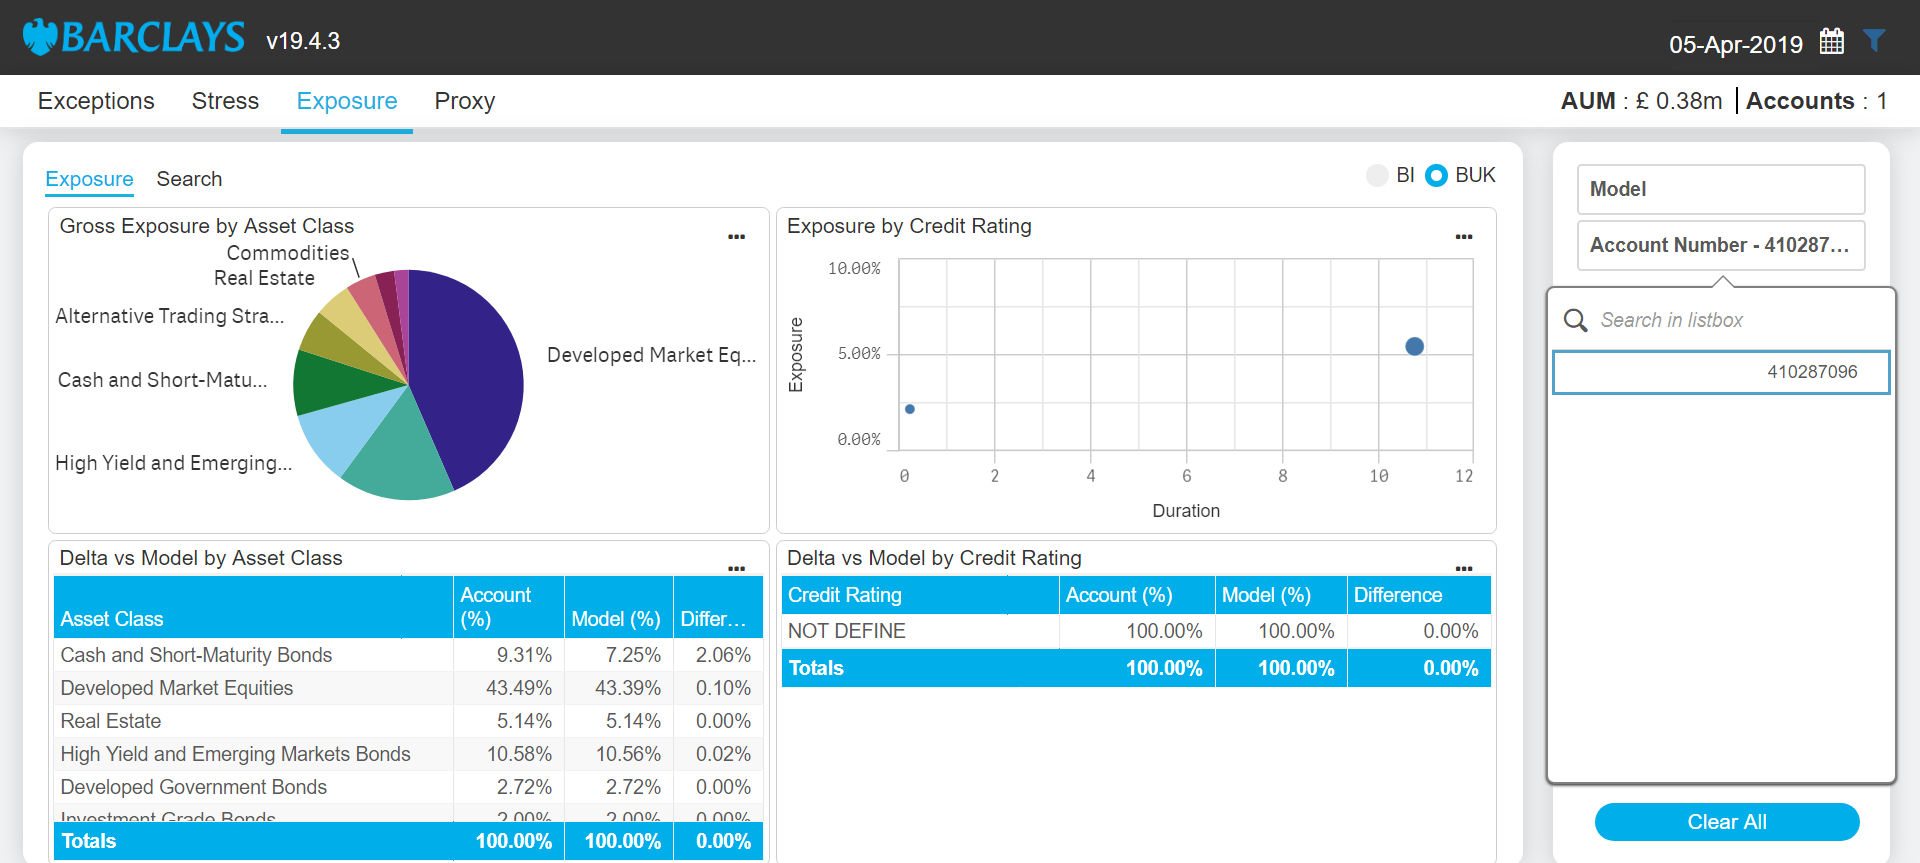 BARCLAYS v19.4.3
05-Apr-2019
Exceptions Stress Exposure Proxy
AUM : £ 0.38m Accounts : 1
Exposure Search
BI BUK
Gross Exposure by Asset Class
Commodities
Real Estate
Alternative Trading Stra...
Cash and Short-Matu...
High Yield and Emerging...
Developed Market Eq...
Exposure by Credit Rating
10.00%
5.00%
0.00%
Exposure
0 2 4 6 8 10 12
Duration
Delta vs Model by Asset Class
Asset Class Account (%) Model (%) Differ...
Cash and Short-Maturity Bonds 9.31% 7.25% 2.06%
Developed Market Equities 43.49% 43.39% 0.10%
Real Estate 5.14% 5.14% 0.00%
High Yield and Emerging Markets Bonds 10.58% 10.56% 0.02%
Developed Government Bonds 2.72% 2.72% 0.00%
Investment Grade Bonds 2.00% 2.00% 0.00%
Totals 100.00% 100.00% 0.00%
Delta vs Model by Credit Rating
Credit Rating Account (%) Model (%) Difference
NOT DEFINE 100.00% 100.00% 0.00%
Totals 100.00% 100.00% 0.00%
Model
Account Number - 410287...
Search in listbox
410287096
Clear All